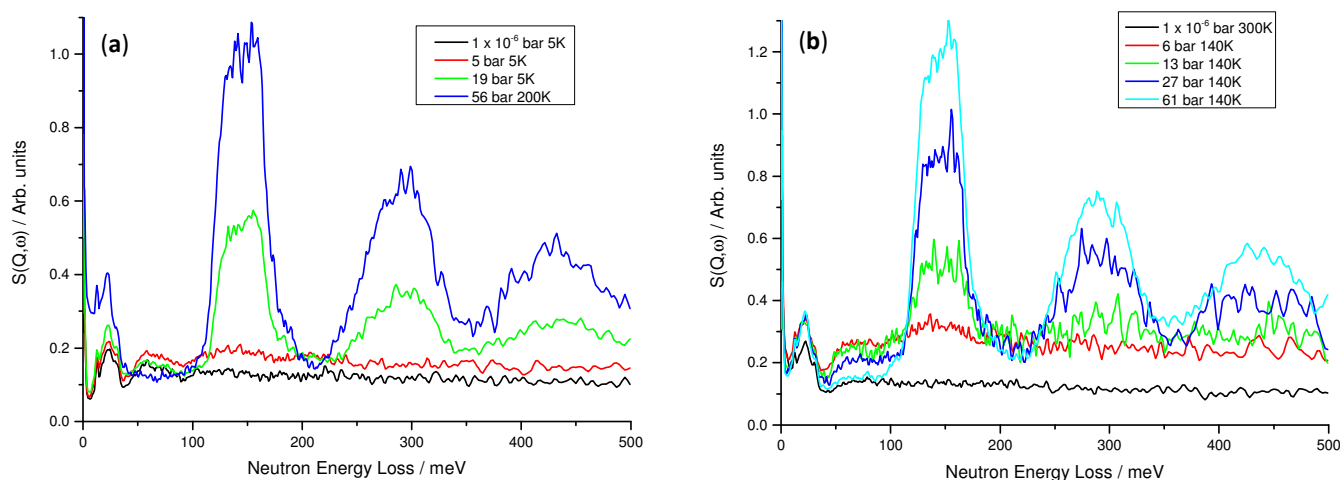 (a)
1 x 10⁻⁶ bar 5K
5 bar 5K
19 bar 5K
56 bar 200K
S(Q,ω) / Arb. units
1.0
0.8
0.6
0.4
0.2
0.0
0 100 200 300 400 500
Neutron Energy Loss / meV
(b)
1 x 10⁻⁶ bar 300K
6 bar 140K
13 bar 140K
27 bar 140K
61 bar 140K
S(Q,ω) / Arb. units
1.2
1.0
0.8
0.6
0.4
0.2
0.0
0 100 200 300 400 500
Neutron Energy Loss / meV